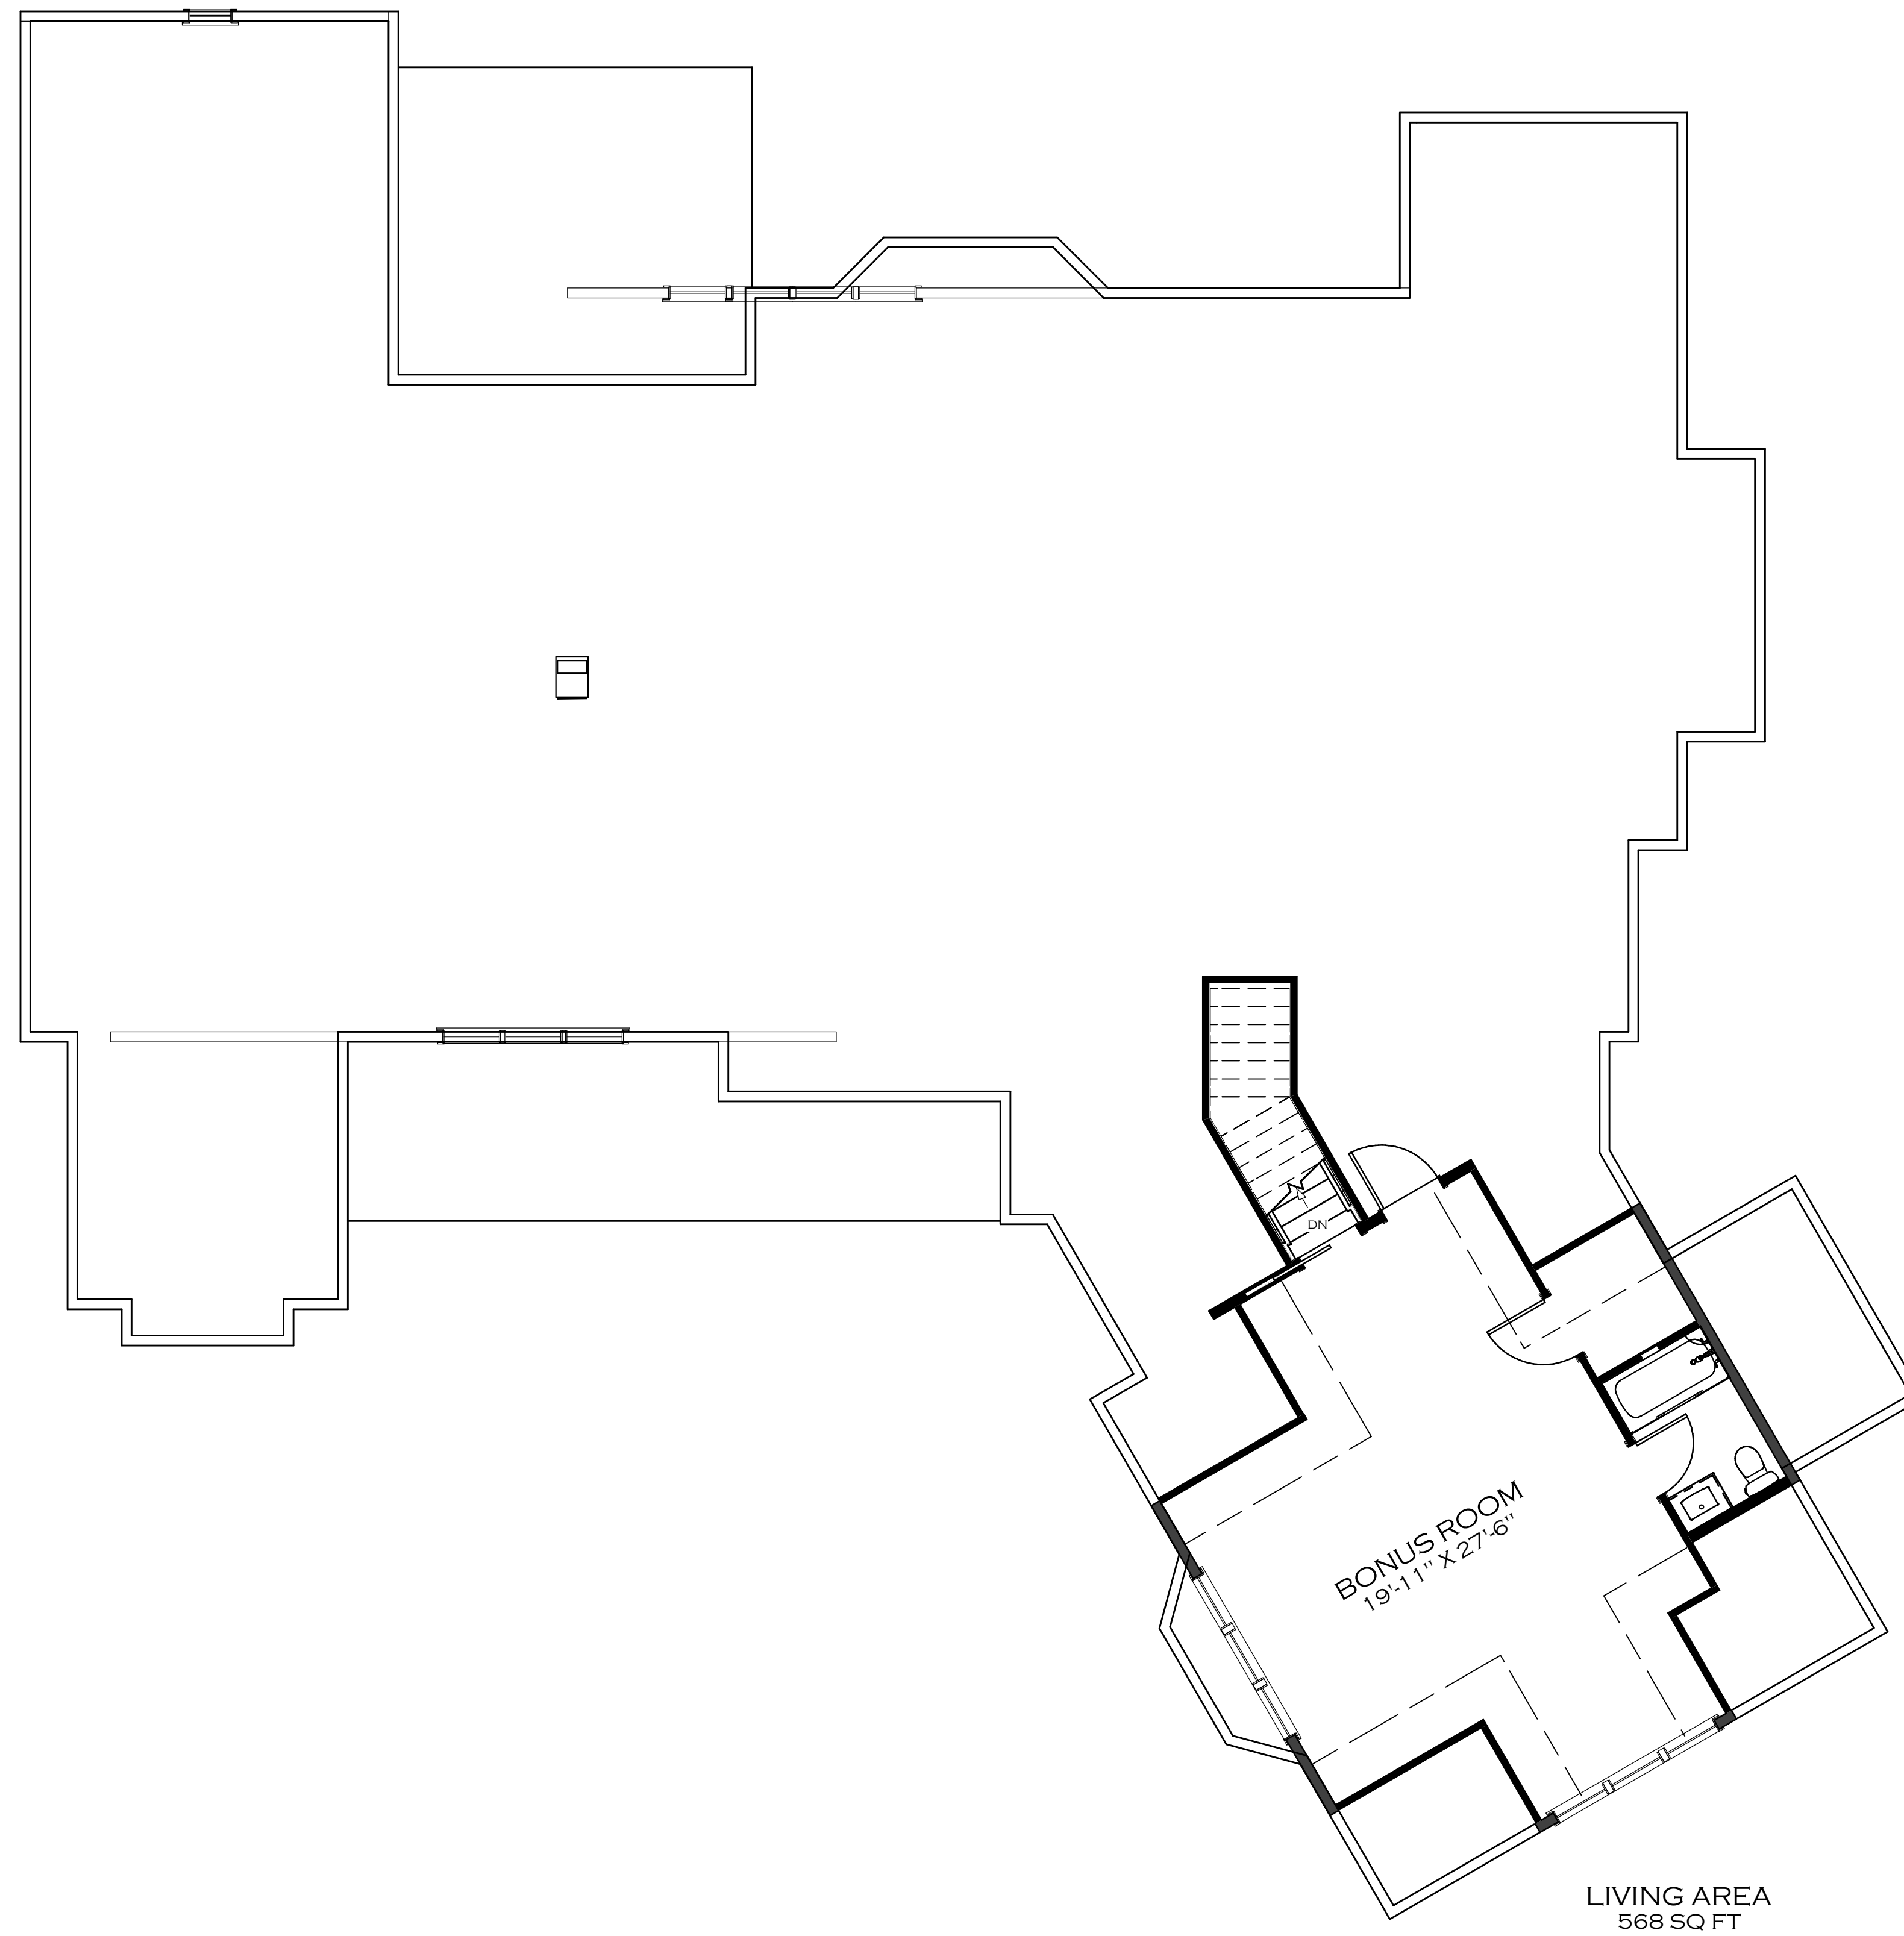 DN
BONUS ROOM
19'-11" X 27'-6"
LIVING AREA
568 SQ FT